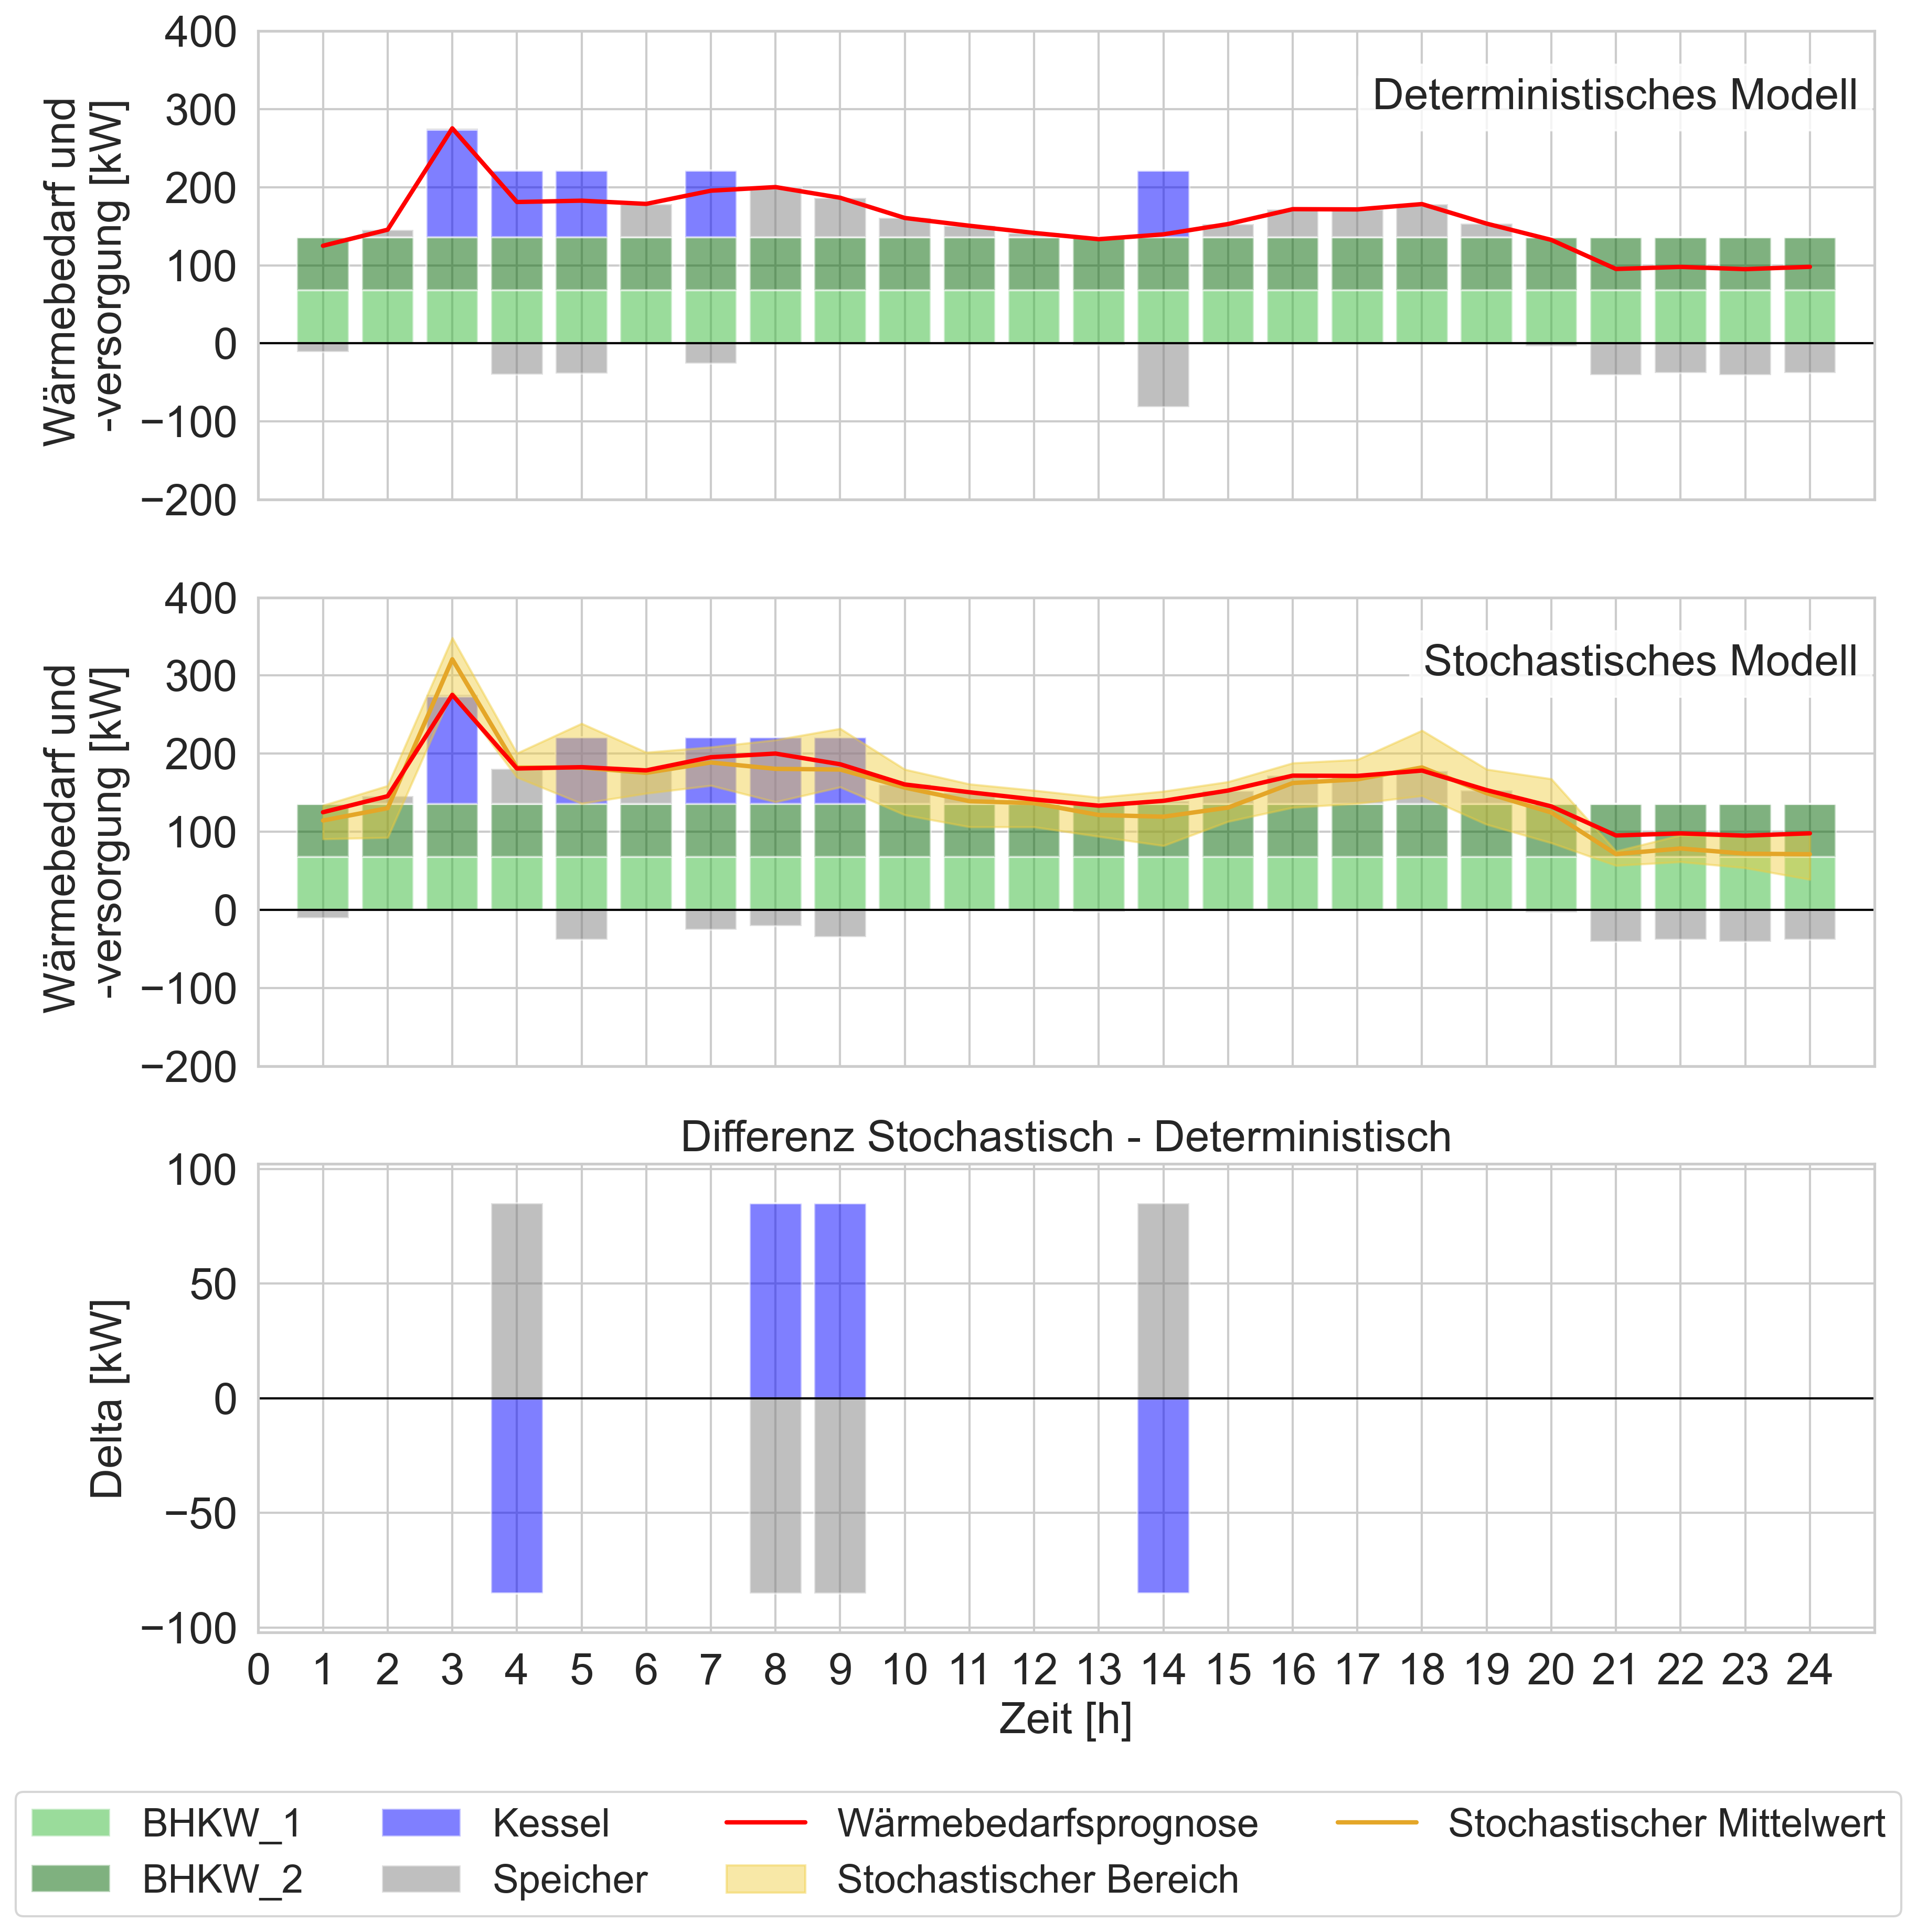 400
300
200
100
0
−100
−200
Wärmebedarf und
-versorgung [kW]
Deterministisches Modell
400
300
200
100
0
−100
−200
Wärmebedarf und
-versorgung [kW]
Stochastisches Modell
Differenz Stochastisch - Deterministisch
100
50
0
−50
−100
Delta [kW]
0 1 2 3 4 5 6 7 8 9 10 11 12 13 14 15 16 17 18 19 20 21 22 23 24
Zeit [h]
BHKW_1 Kessel Wärmebedarfsprognose Stochastischer Mittelwert
BHKW_2 Speicher Stochastischer Bereich